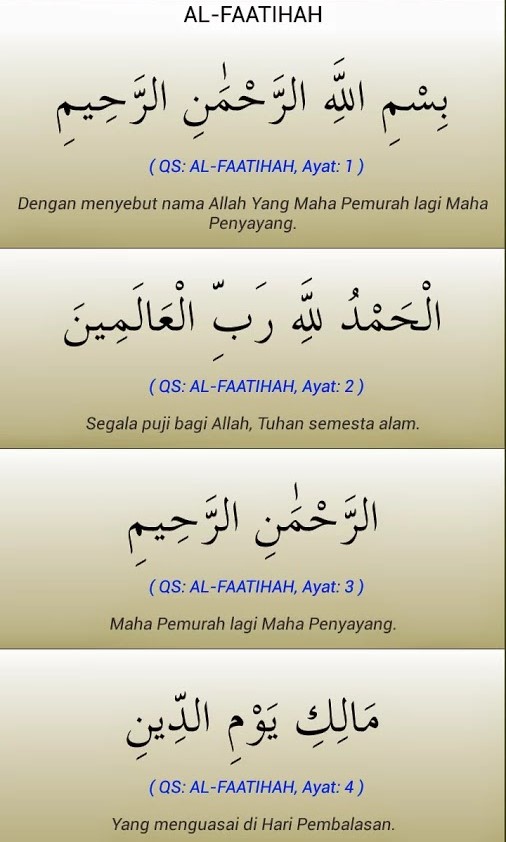 AL-FAATIHAH
بِسْمِ اللَّهِ الرَّحْمَٰنِ الرَّحِيمِ
( QS: AL-FAATIHAH, Ayat: 1 )
Dengan menyebut nama Allah Yang Maha Pemurah lagi Maha
Penyayang.
الْحَمْدُ لِلَّهِ رَبِّ الْعَالَمِينَ
( QS: AL-FAATIHAH, Ayat: 2 )
Segala puji bagi Allah, Tuhan semesta alam.
الرَّحْمَٰنِ الرَّحِيمِ
( QS: AL-FAATIHAH, Ayat: 3 )
Maha Pemurah lagi Maha Penyayang.
مَالِكِ يَوْمِ الدِّينِ
( QS: AL-FAATIHAH, Ayat: 4 )
Yang menguasai di Hari Pembalasan.